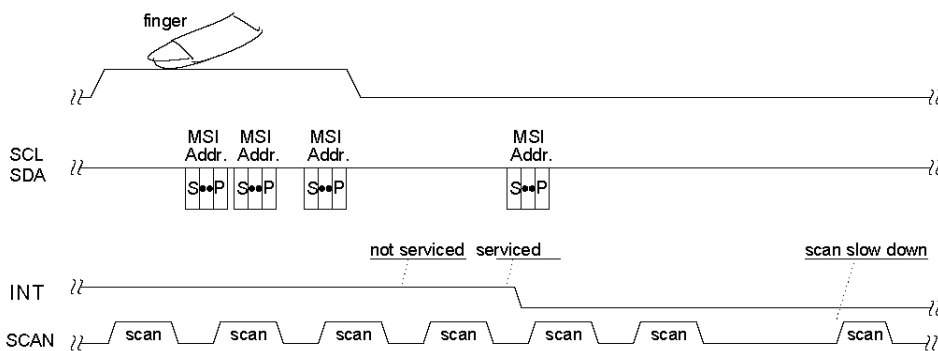 finger
MSI MSI MSI MSI
Addr. Addr. Addr. Addr.
SCL
SDA
S••P S••P S••P S••P
not serviced serviced scan slow down
INT
SCAN scan scan scan scan scan scan scan